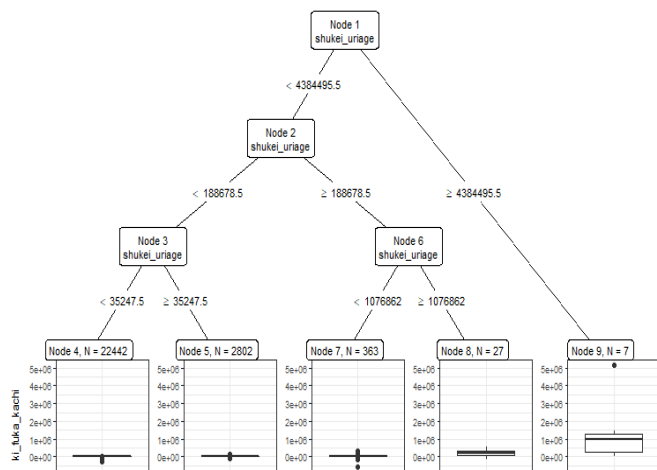 Node 1
shukei_uriage
< 4384495.5
Node 2
shukei_uriage
< 188678.5
≥ 188678.5
≥ 4384495.5
Node 3
shukei_uriage
Node 6
shukei_uriage
< 35247.5
≥ 35247.5
< 1076862
≥ 1076862
Node 4, N = 22442
Node 5, N = 2802
Node 7, N = 363
Node 8, N = 27
Node 9, N = 7
ki_fuka_kachi
5e+06
4e+06
3e+06
2e+06
1e+06
0e+06
5e+06
4e+06
3e+06
2e+06
1e+06
0e+06
5e+06
4e+06
3e+06
2e+06
1e+06
0e+06
5e+06
4e+06
3e+06
2e+06
1e+06
0e+06
5e+06
4e+06
3e+06
2e+06
1e+06
0e+06